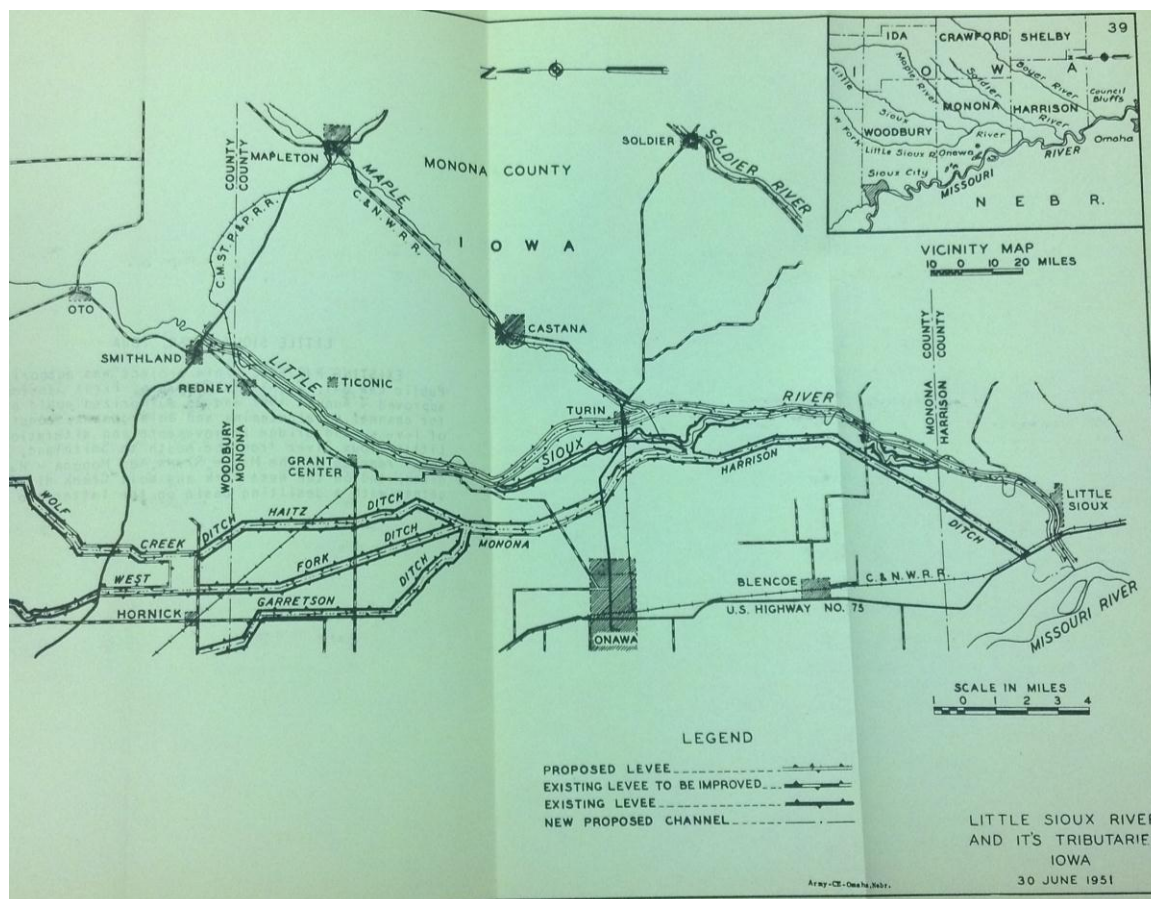 39
IDA CRAWFORD SHELBY
I O W A
Maple River
Soldier River
Boyer River
Little Sioux River
MONONA HARRISON
Council Bluffs
WOODBURY
W Fork Little Sioux R.
Onawa
Omaha
Sioux City
MISSOURI RIVER
NEBR.
VICINITY MAP
10 0 10 20 MILES
N
MAPLETON
COUNTY
COUNTY
MONONA COUNTY
SOLDIER
SOLDIER RIVER
MAPLE
C.& N.W.R.R.
C.M.ST.P.&P.R.R.
IOWA
OTO
CASTANA
SMITHLAND
LITTLE
REDNEY
TICONIC
TURIN
RIVER
COUNTY
COUNTY
MONONA
HARRISON
WOODBURY
MONONA
SIOUX
GRANT
CENTER
HARRISON
LITTLE
SIOUX
WOLF
CREEK
DITCH
HAITZ
DITCH
DITCH
FORK
DITCH
MONONA
WEST
DITCH
GARRETSON
HORNICK
BLENCOE
C.& N.W.R.R.
U.S. HIGHWAY NO. 75
ONAWA
MISSOURI RIVER
SCALE IN MILES
1 0 1 2 3 4
LEGEND
PROPOSED LEVEE
EXISTING LEVEE TO BE IMPROVED
EXISTING LEVEE
NEW PROPOSED CHANNEL
LITTLE SIOUX RIVER
AND IT'S TRIBUTARIE
IOWA
30 JUNE 1951
Army-CE-Omaha,Nebr.